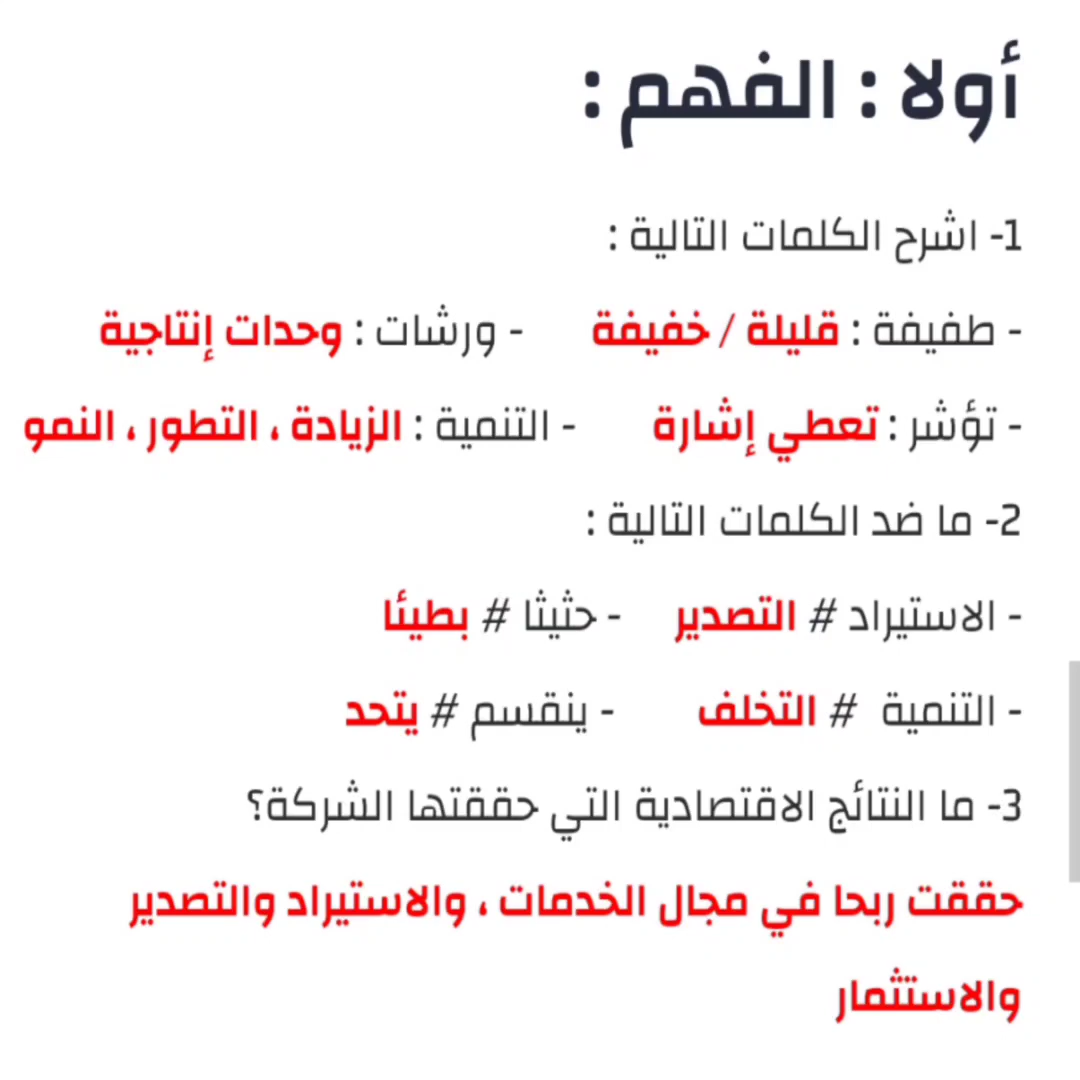 أولا : الفهم :
1- اشرح الكلمات التالية :
- طفيفة : قليلة / خفيفة - ورشات : وحدات إنتاجية
- تؤشر : تعطي إشارة - التنمية : الزيادة ، التطور ، النمو
2- ما ضد الكلمات التالية :
- الاستيراد # التصدير - حثيثا # بطيئا
- التنمية # التخلف - ينقسم # يتحد
3- ما النتائج الاقتصادية التي حققتها الشركة؟
حققت ربحا في مجال الخدمات ، والاستيراد والتصدير
والاستثمار